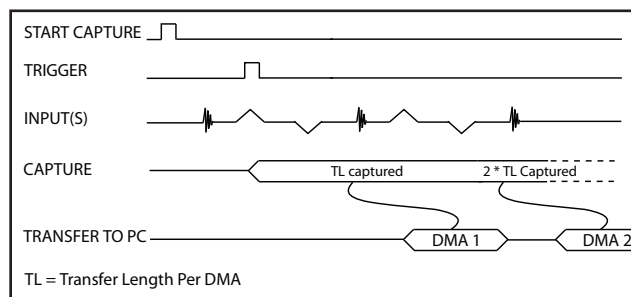 START CAPTURE
TRIGGER
INPUT(S)
CAPTURE
TL captured
2 * TL Captured
TRANSFER TO PC
DMA 1
DMA 2
TL = Transfer Length Per DMA